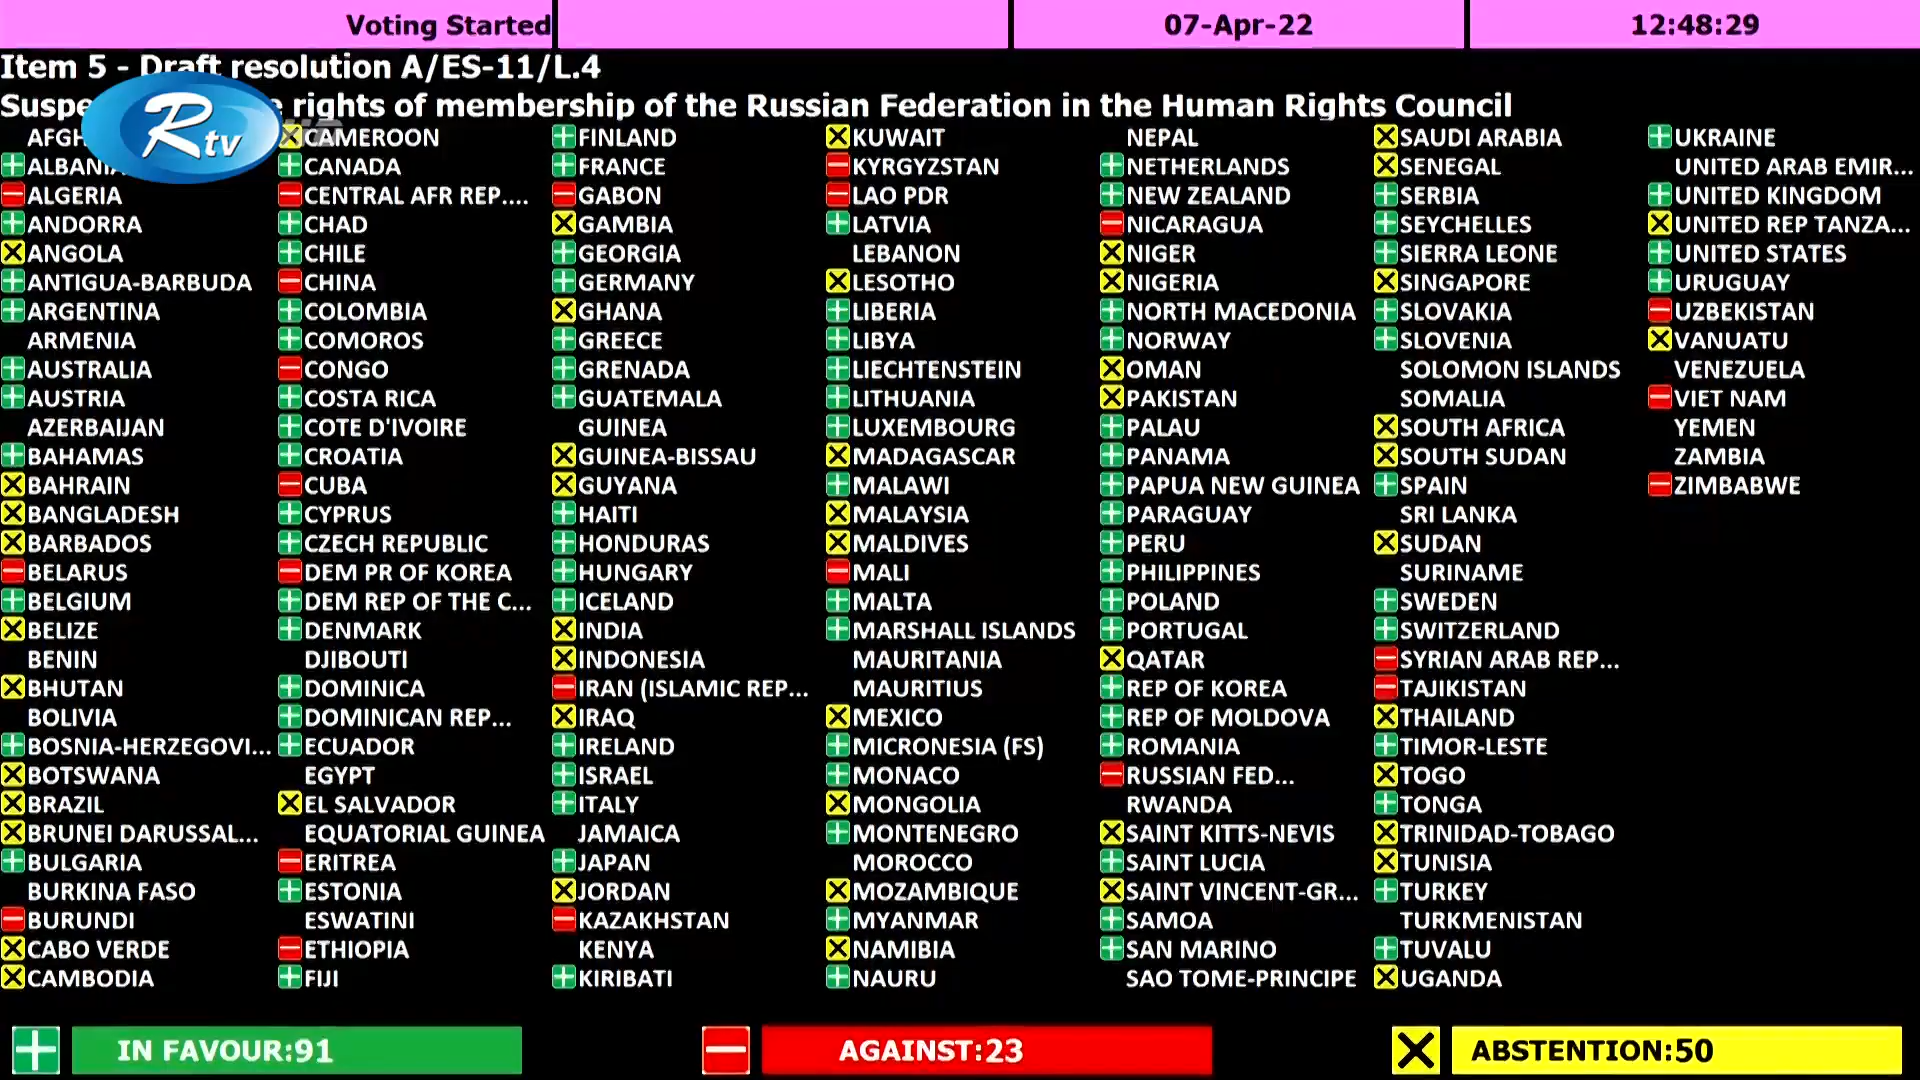 Voting Started 07-Apr-22 12:48:29
Item 5 - Draft resolution A/ES-11/L.4
rights of membership of the Russian Federation in the Human Rights Council
Rtv
ALGERIA
ANDORRA
ANGOLA
ANTIGUA-BARBUDA
ARGENTINA
ARMENIA
AUSTRALIA
AUSTRIA
AZERBAIJAN
BAHAMAS
BAHRAIN
BANGLADESH
BARBADOS
BELARUS
BELGIUM
BELIZE
BENIN
BHUTAN
BOLIVIA
BOSNIA-HERZEGOVI...
BOTSWANA
BRAZIL
BRUNEI DARUSSAL...
BULGARIA
BURKINA FASO
BURUNDI
CABO VERDE
CAMBODIA
CAMEROON
CANADA
CENTRAL AFR REP....
CHAD
CHILE
CHINA
COLOMBIA
COMOROS
CONGO
COSTA RICA
COTE D'IVOIRE
CROATIA
CUBA
CYPRUS
CZECH REPUBLIC
DEM PR OF KOREA
DEM REP OF THE C...
DENMARK
DJIBOUTI
DOMINICA
DOMINICAN REP...
ECUADOR
EGYPT
EL SALVADOR
EQUATORIAL GUINEA
ERITREA
ESTONIA
ESWATINI
ETHIOPIA
FIJI
FINLAND
FRANCE
GABON
GAMBIA
GEORGIA
GERMANY
GHANA
GREECE
GRENADA
GUATEMALA
GUINEA
GUINEA-BISSAU
GUYANA
HAITI
HONDURAS
HUNGARY
ICELAND
INDIA
INDONESIA
IRAN (ISLAMIC REP...
IRAQ
IRELAND
ISRAEL
ITALY
JAMAICA
JAPAN
JORDAN
KAZAKHSTAN
KENYA
KIRIBATI
KUWAIT
KYRGYZSTAN
LAO PDR
LATVIA
LEBANON
LESOTHO
LIBERIA
LIBYA
LIECHTENSTEIN
LITHUANIA
LUXEMBOURG
MADAGASCAR
MALAWI
MALAYSIA
MALDIVES
MALI
MALTA
MARSHALL ISLANDS
MAURITANIA
MAURITIUS
MEXICO
MICRONESIA (FS)
MONACO
MONGOLIA
MONTENEGRO
MOROCCO
MOZAMBIQUE
MYANMAR
NAMIBIA
NAURU
NEPAL
NETHERLANDS
NEW ZEALAND
NICARAGUA
NIGER
NIGERIA
NORTH MACEDONIA
NORWAY
OMAN
PAKISTAN
PALAU
PANAMA
PAPUA NEW GUINEA
PARAGUAY
PERU
PHILIPPINES
POLAND
PORTUGAL
QATAR
REP OF KOREA
REP OF MOLDOVA
ROMANIA
RUSSIAN FED...
RWANDA
SAINT KITTS-NEVIS
SAINT LUCIA
SAINT VINCENT-GR...
SAMOA
SAN MARINO
SAO TOME-PRINCIPE
SAUDI ARABIA
SENEGAL
SERBIA
SEYCHELLES
SIERRA LEONE
SINGAPORE
SLOVAKIA
SLOVENIA
SOLOMON ISLANDS
SOMALIA
SOUTH AFRICA
SOUTH SUDAN
SPAIN
SRI LANKA
SUDAN
SURINAME
SWEDEN
SWITZERLAND
SYRIAN ARAB REP...
TAJIKISTAN
THAILAND
TIMOR-LESTE
TOGO
TONGA
TRINIDAD-TOBAGO
TUNISIA
TURKEY
TURKMENISTAN
TUVALU
UGANDA
UKRAINE
UNITED ARAB EMIR...
UNITED KINGDOM
UNITED REP TANZA...
UNITED STATES
URUGUAY
UZBEKISTAN
VANUATU
VENEZUELA
VIET NAM
YEMEN
ZAMBIA
ZIMBABWE
IN FAVOUR:91 AGAINST:23 ABSTENTION:50